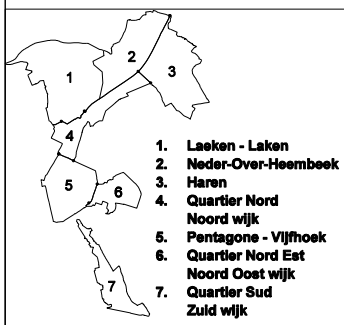 1
2
3
4
5
6
7
1. Laeken - Laken
2. Neder-Over-Heembeek
3. Haren
4. Quartier Nord
Noord wijk
5. Pentagone - Vijfhoek
6. Quartier Nord Est
Noord Oost wijk
7. Quartier Sud
Zuid wijk